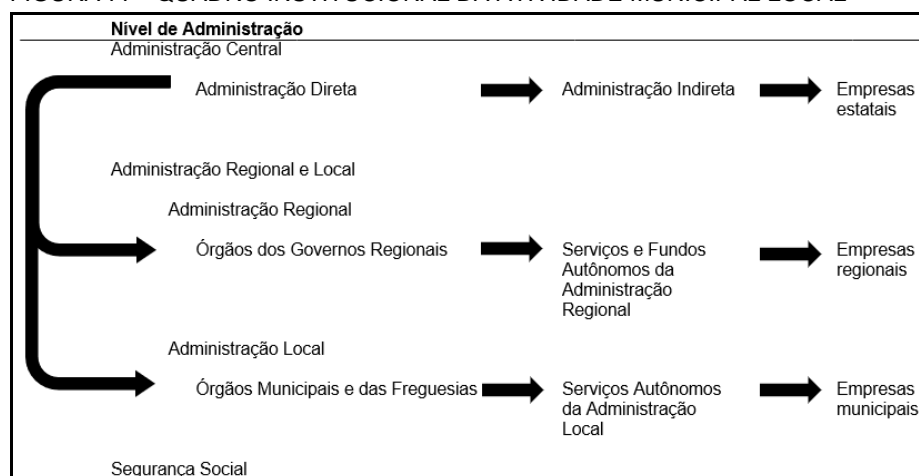 Nível de Administração
Administração Central
Administração Direta
Administração Indireta
Empresas
estatais
Administração Regional e Local
Administração Regional
Órgãos dos Governos Regionais
Serviços e Fundos
Autônomos da
Administração
Regional
Empresas
regionais
Administração Local
Órgãos Municipais e das Freguesias
Serviços Autônomos
da Administração
Local
Empresas
municipais
Segurança Social